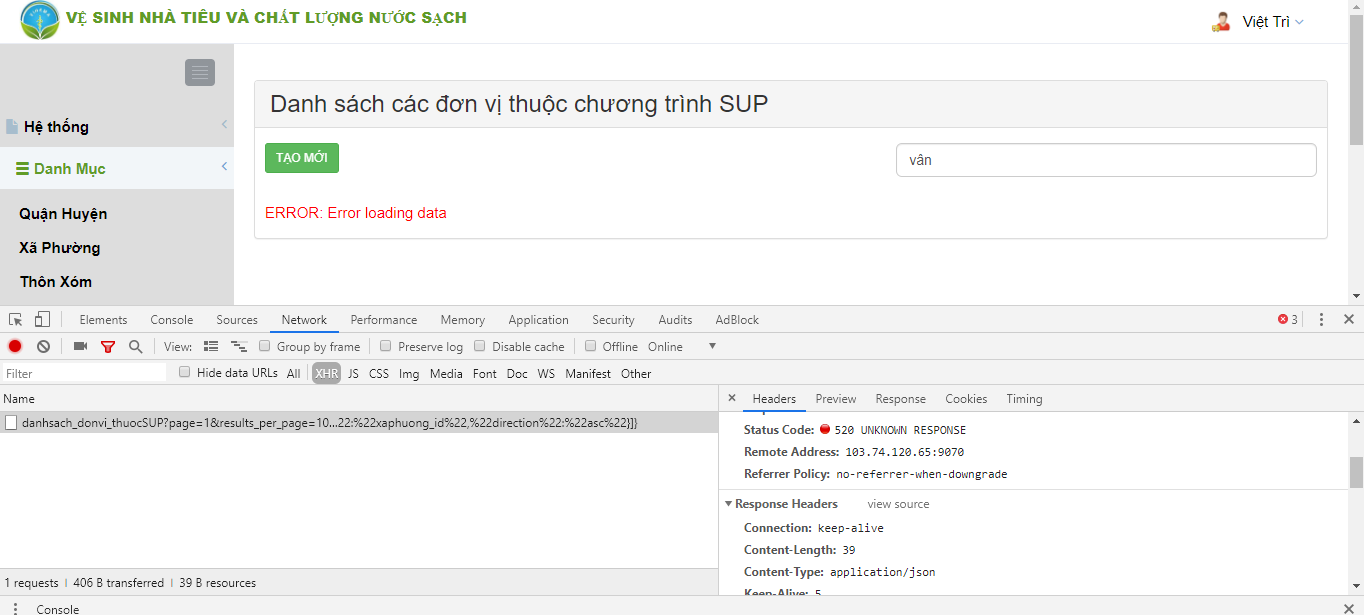 VỆ SINH NHÀ TIÊU VÀ CHẤT LƯỢNG NƯỚC SẠCH
Việt Trì
Hệ thống
Danh Mục
Quận Huyện
Xã Phường
Thôn Xóm
Danh sách các đơn vị thuộc chương trình SUP
TẠO MỚI
vân
ERROR: Error loading data
Elements Console Sources Network Performance Memory Application Security Audits AdBlock 3
View: Group by frame Preserve log Disable cache Offline Online
Filter Hide data URLs All XHR JS CSS Img Media Font Doc WS Manifest Other
Name
danhsach_donvi_thuocSUP?page=1&results_per_page=10...22:%22xaphuong_id%22,%22direction%22:%22asc%22}]}
1 requests 406 B transferred 39 B resources
Headers Preview Response Cookies Timing
Status Code: 520 UNKNOWN RESPONSE
Remote Address: 103.74.120.65:9070
Referrer Policy: no-referrer-when-downgrade
Response Headers view source
Connection: keep-alive
Content-Length: 39
Content-Type: application/json
Keep-Alive: 5
Console